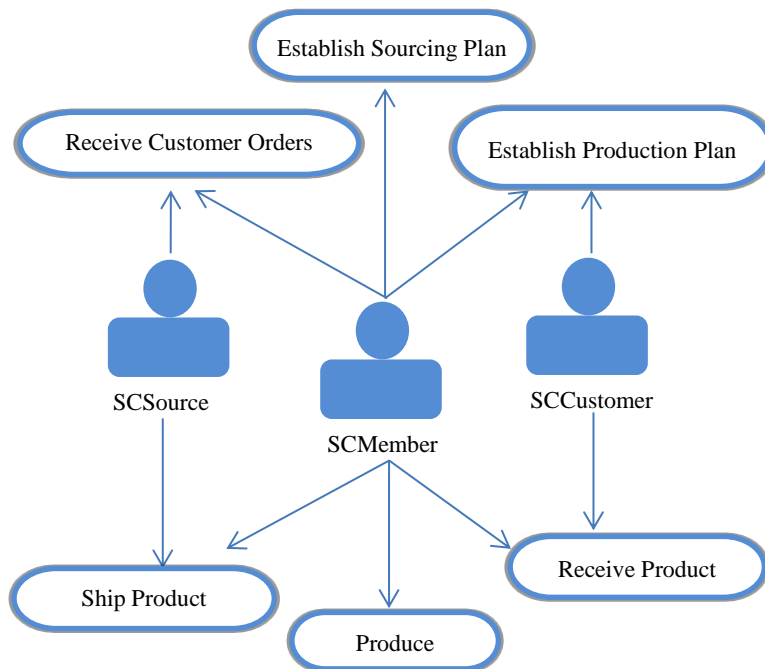 Establish Sourcing Plan
Receive Customer Orders
Establish Production Plan
SCSource
SCCustomer
SCMember
Receive Product
Ship Product
Produce